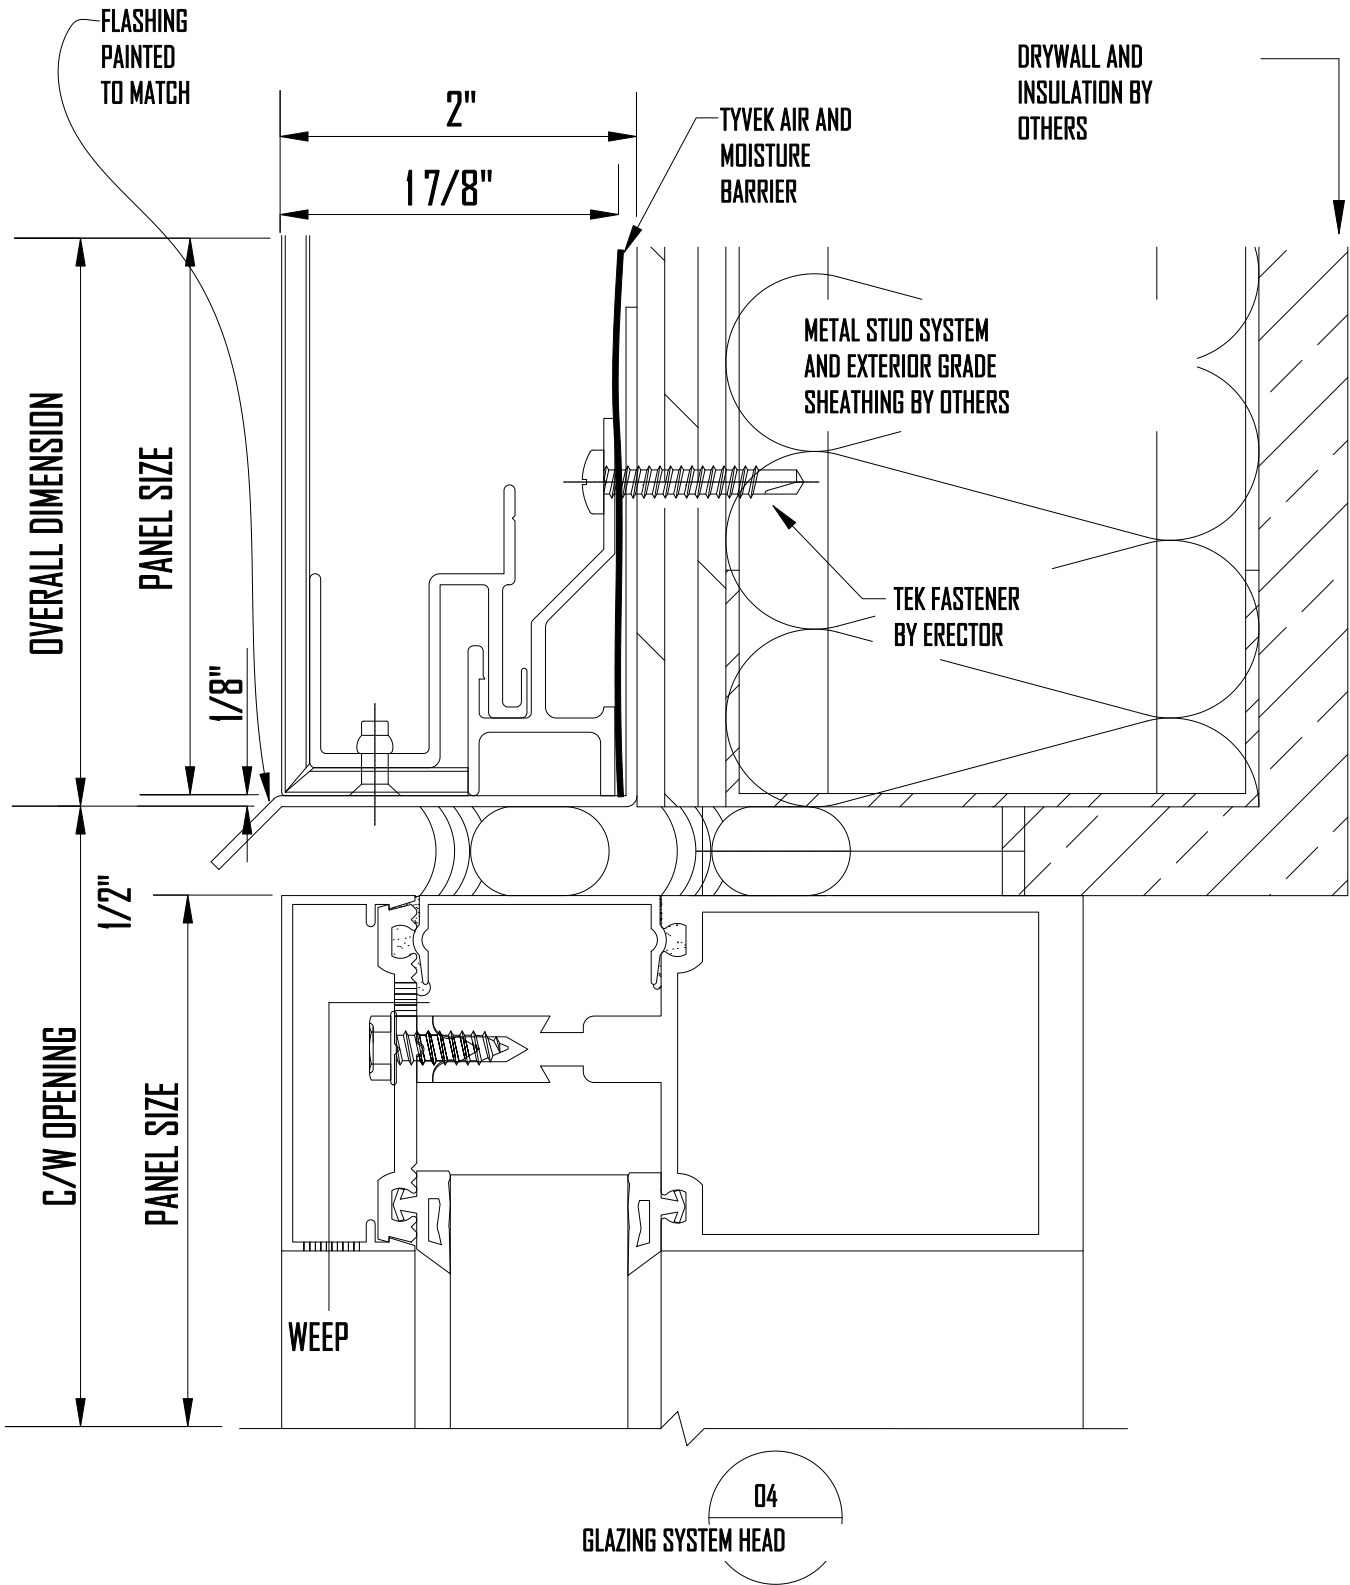 FLASHING
PAINTED
TO MATCH
DRYWALL AND
INSULATION BY
OTHERS
2"
TYVEK AIR AND
MOISTURE
BARRIER
1 7/8"
METAL STUD SYSTEM
AND EXTERIOR GRADE
SHEATHING BY OTHERS
OVERALL DIMENSION
PANEL SIZE
TEK FASTENER
BY ERECTOR
1/8"
1/2"
C/W OPENING
PANEL SIZE
WEEP
04
GLAZING SYSTEM HEAD